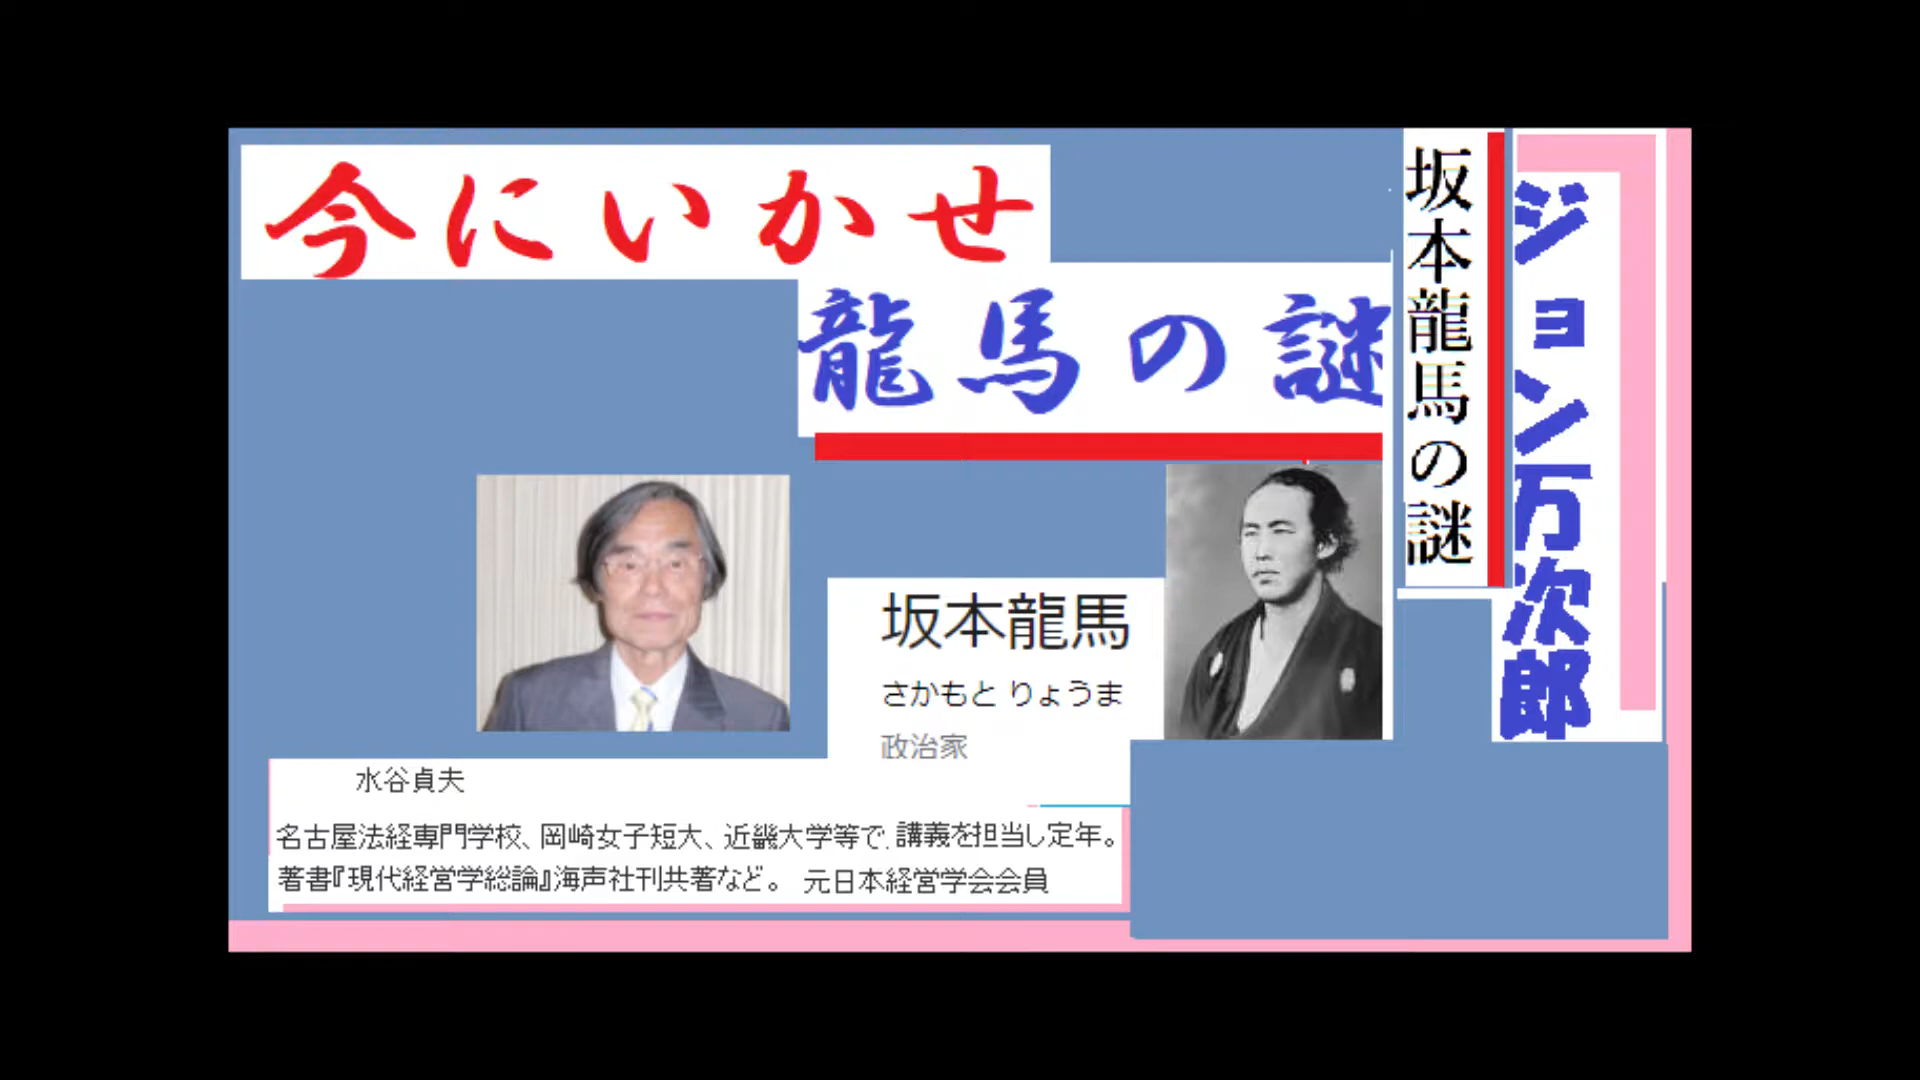 今にいかせ
龍馬の謎
坂本龍馬の謎
ジョン万次郎
坂本龍馬
さかもと りょうま
政治家
水谷貞夫
名古屋法経専門学校、岡崎女子短大、近畿大学等で、講義を担当し定年。
著書『現代経営学総論』海声社刊共著など。 元日本経営学会会員